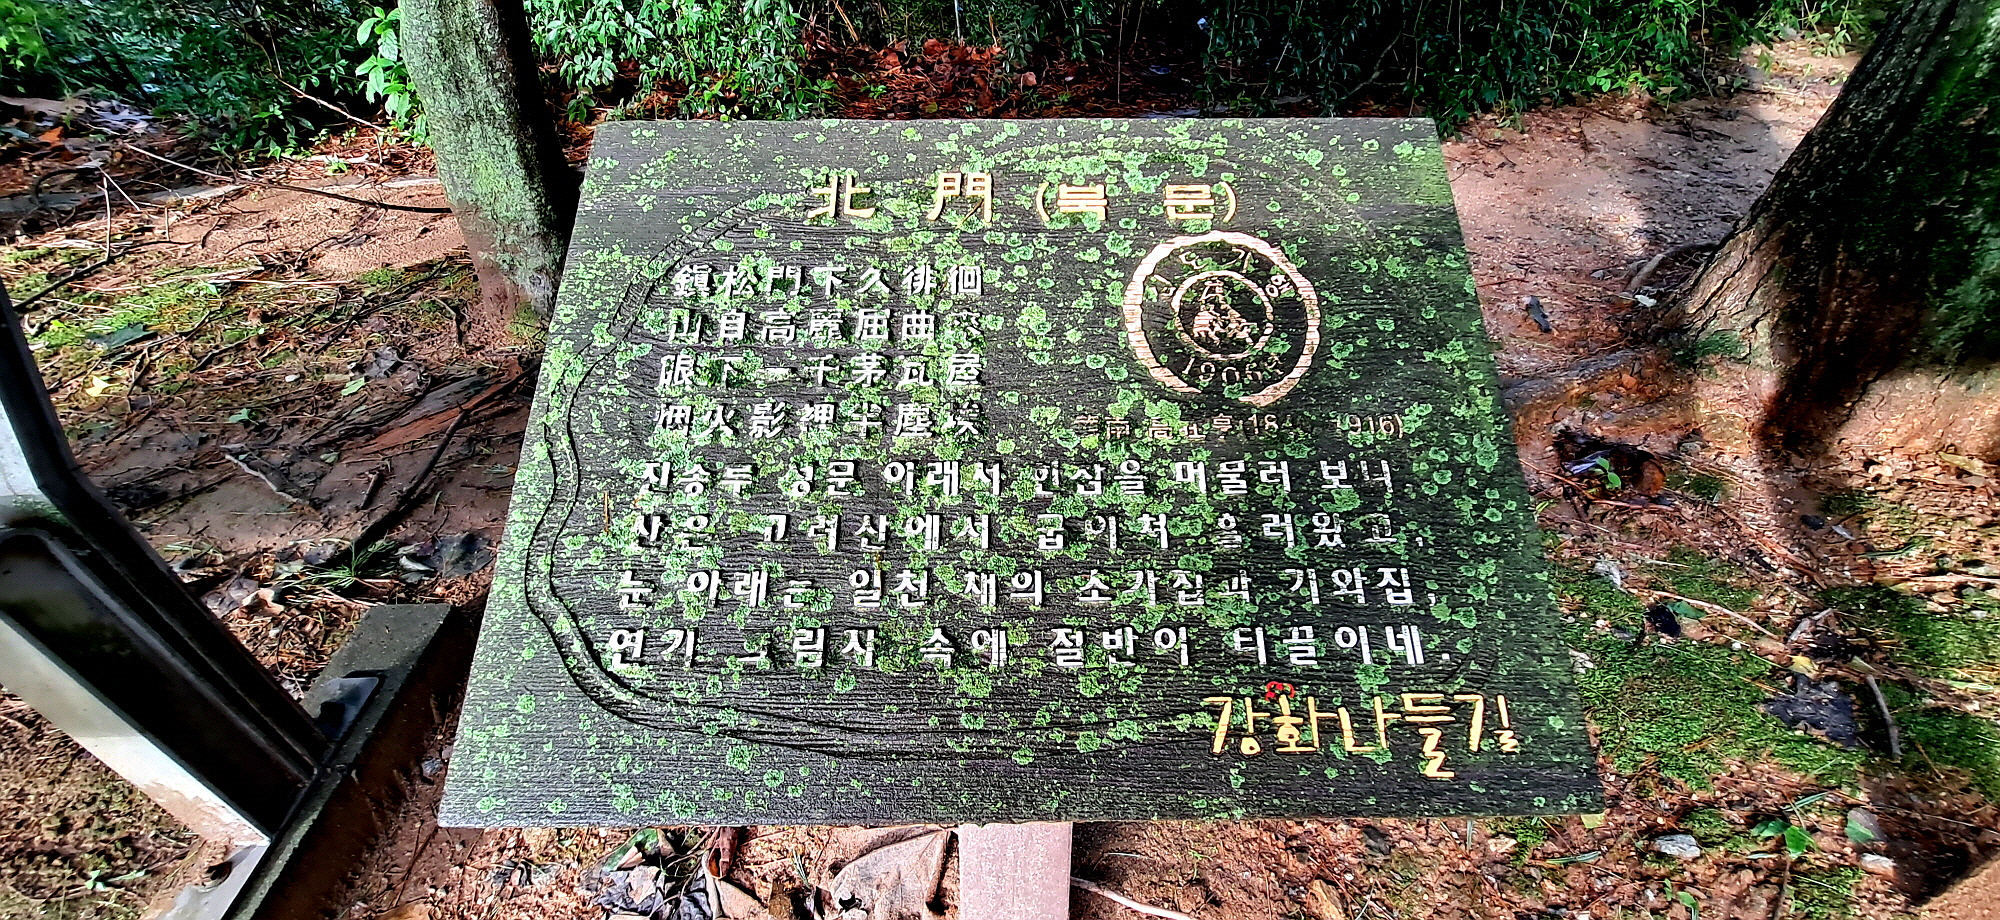 北 門 (북 문)
鎭松門下久徘徊
山自高麗屈曲
眼下一千茅瓦屋
烟火影裡半塵埃
1906
高 1916)
진송루 성문 아래서 한참을 머물러 보니
산은 고려산에서 굽이쳐 흘러왔고,
눈 아래는 일천 채의 초가집과 기와집,
연기 그림자 속에 절반이 티끌이네.
강화나들길